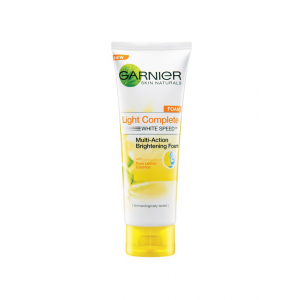 NEW
GARNIER
SKIN NATURALS
FOAM
Light Complete
WHITE SPEED
Multi-Action
Brightening Foam